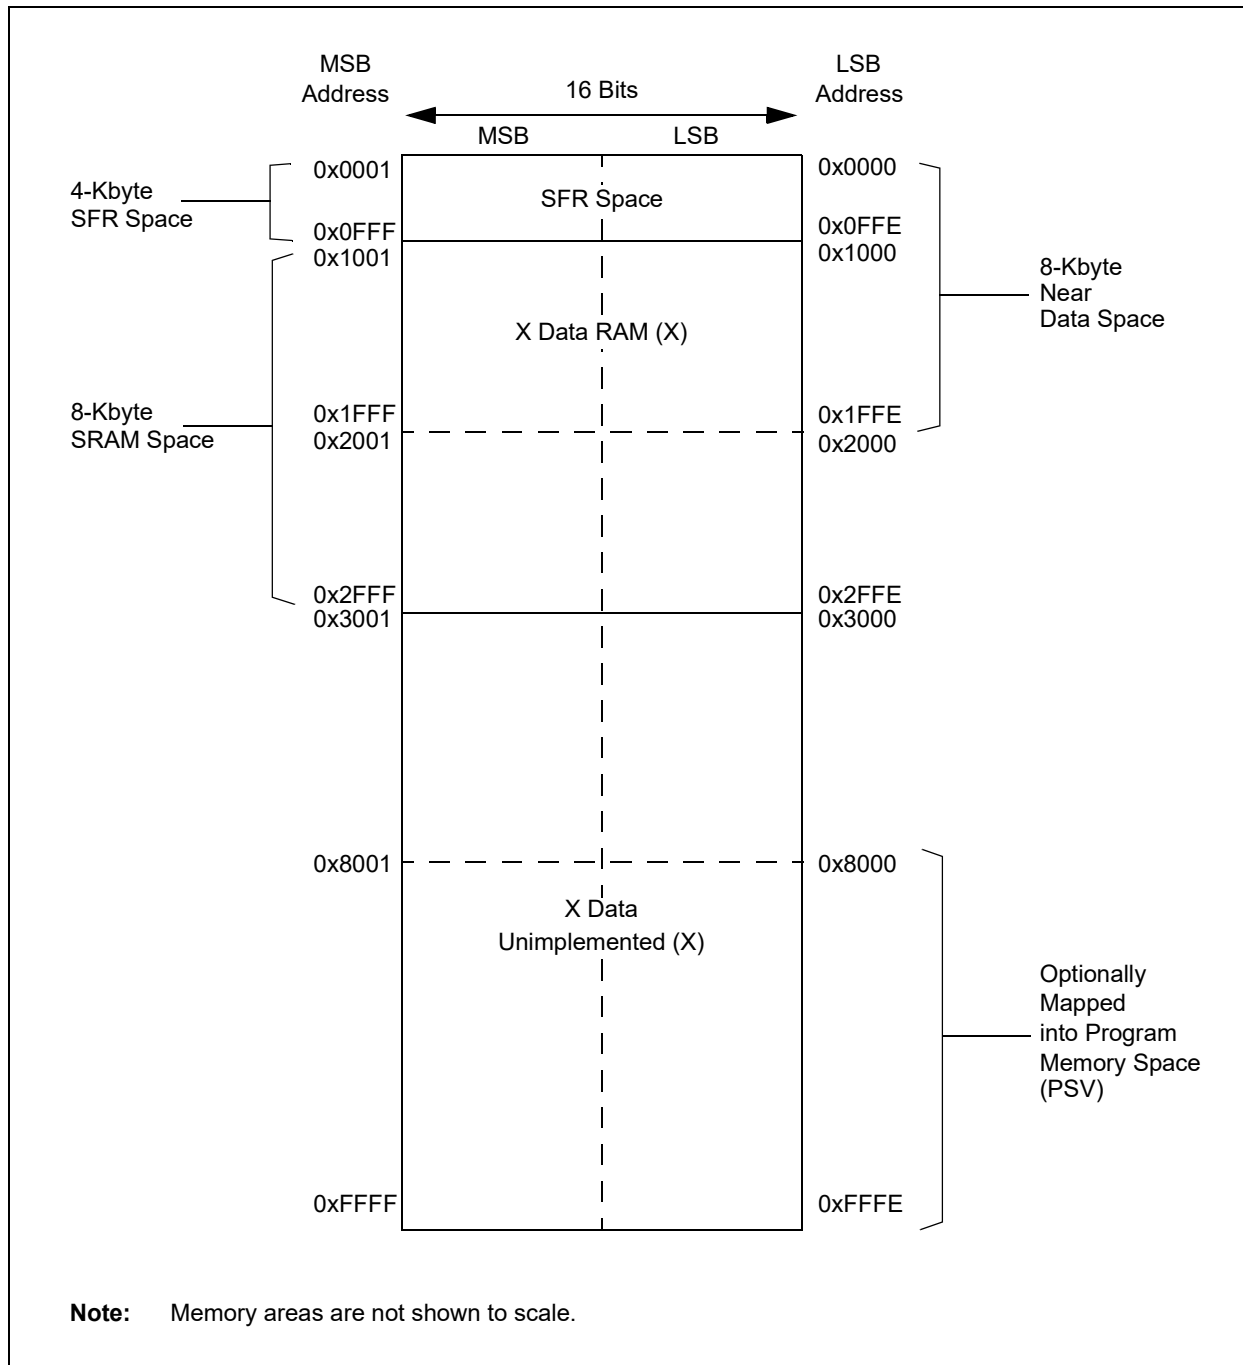 MSB
Address
16 Bits
LSB
Address
MSB
LSB
0x0001
0x0000
4-Kbyte
SFR Space
SFR Space
0x0FFF
0x0FFE
0x1001
0x1000
8-Kbyte
Near
Data Space
X Data RAM (X)
8-Kbyte
SRAM Space
0x1FFF
0x1FFE
0x2001
0x2000
0x2FFF
0x2FFE
0x3001
0x3000
0x8001
0x8000
X Data
Unimplemented (X)
Optionally
Mapped
into Program
Memory Space
(PSV)
0xFFFF
0xFFFE
Note: Memory areas are not shown to scale.